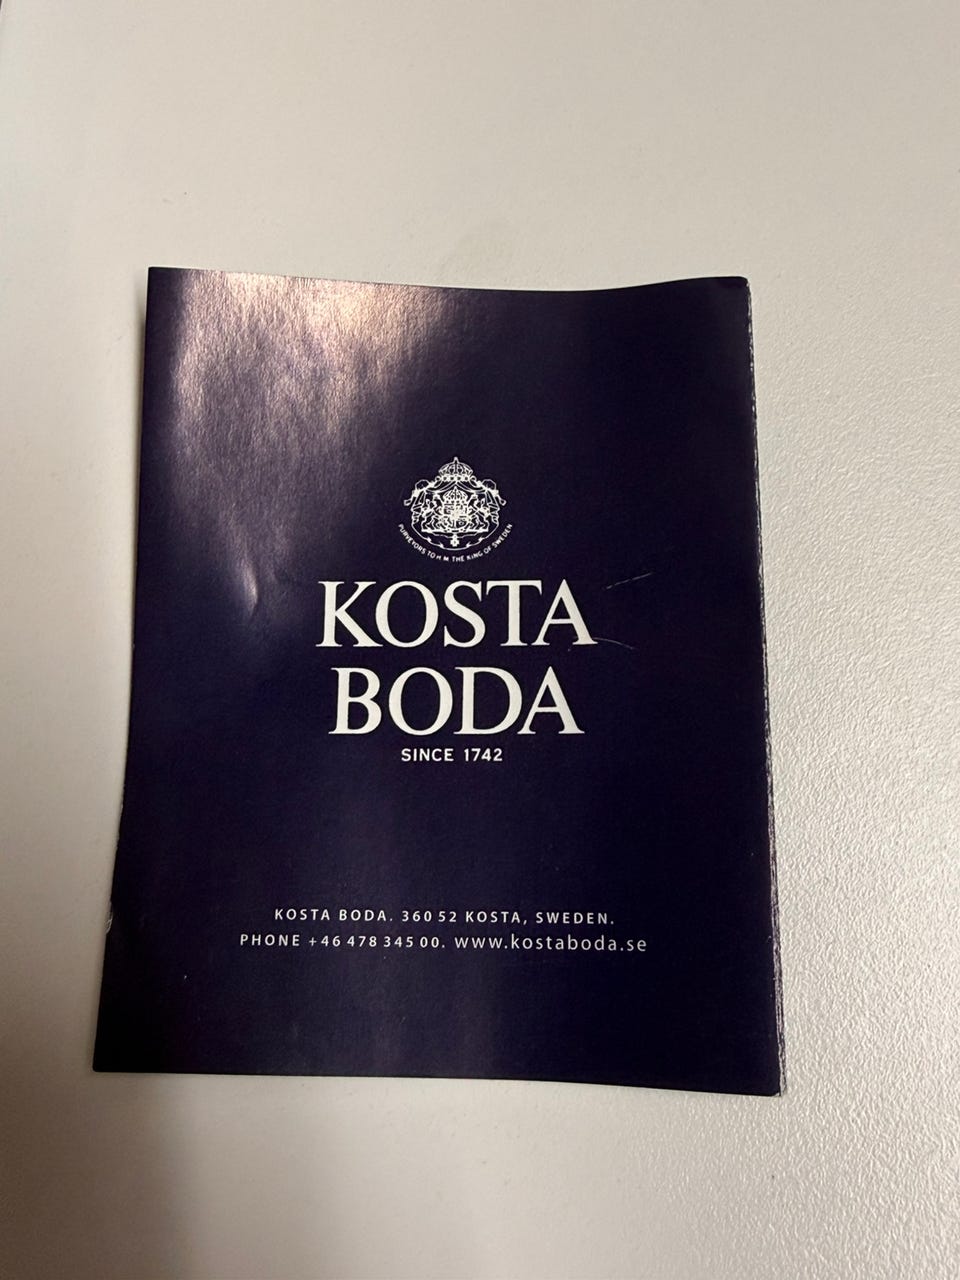 PURVEYORS TO H M THE KING OF SWEDEN
KOSTA
BODA
SINCE 1742
KOSTA BODA. 360 52 KOSTA, SWEDEN.
PHONE +46 478 345 00. www.kostaboda.se